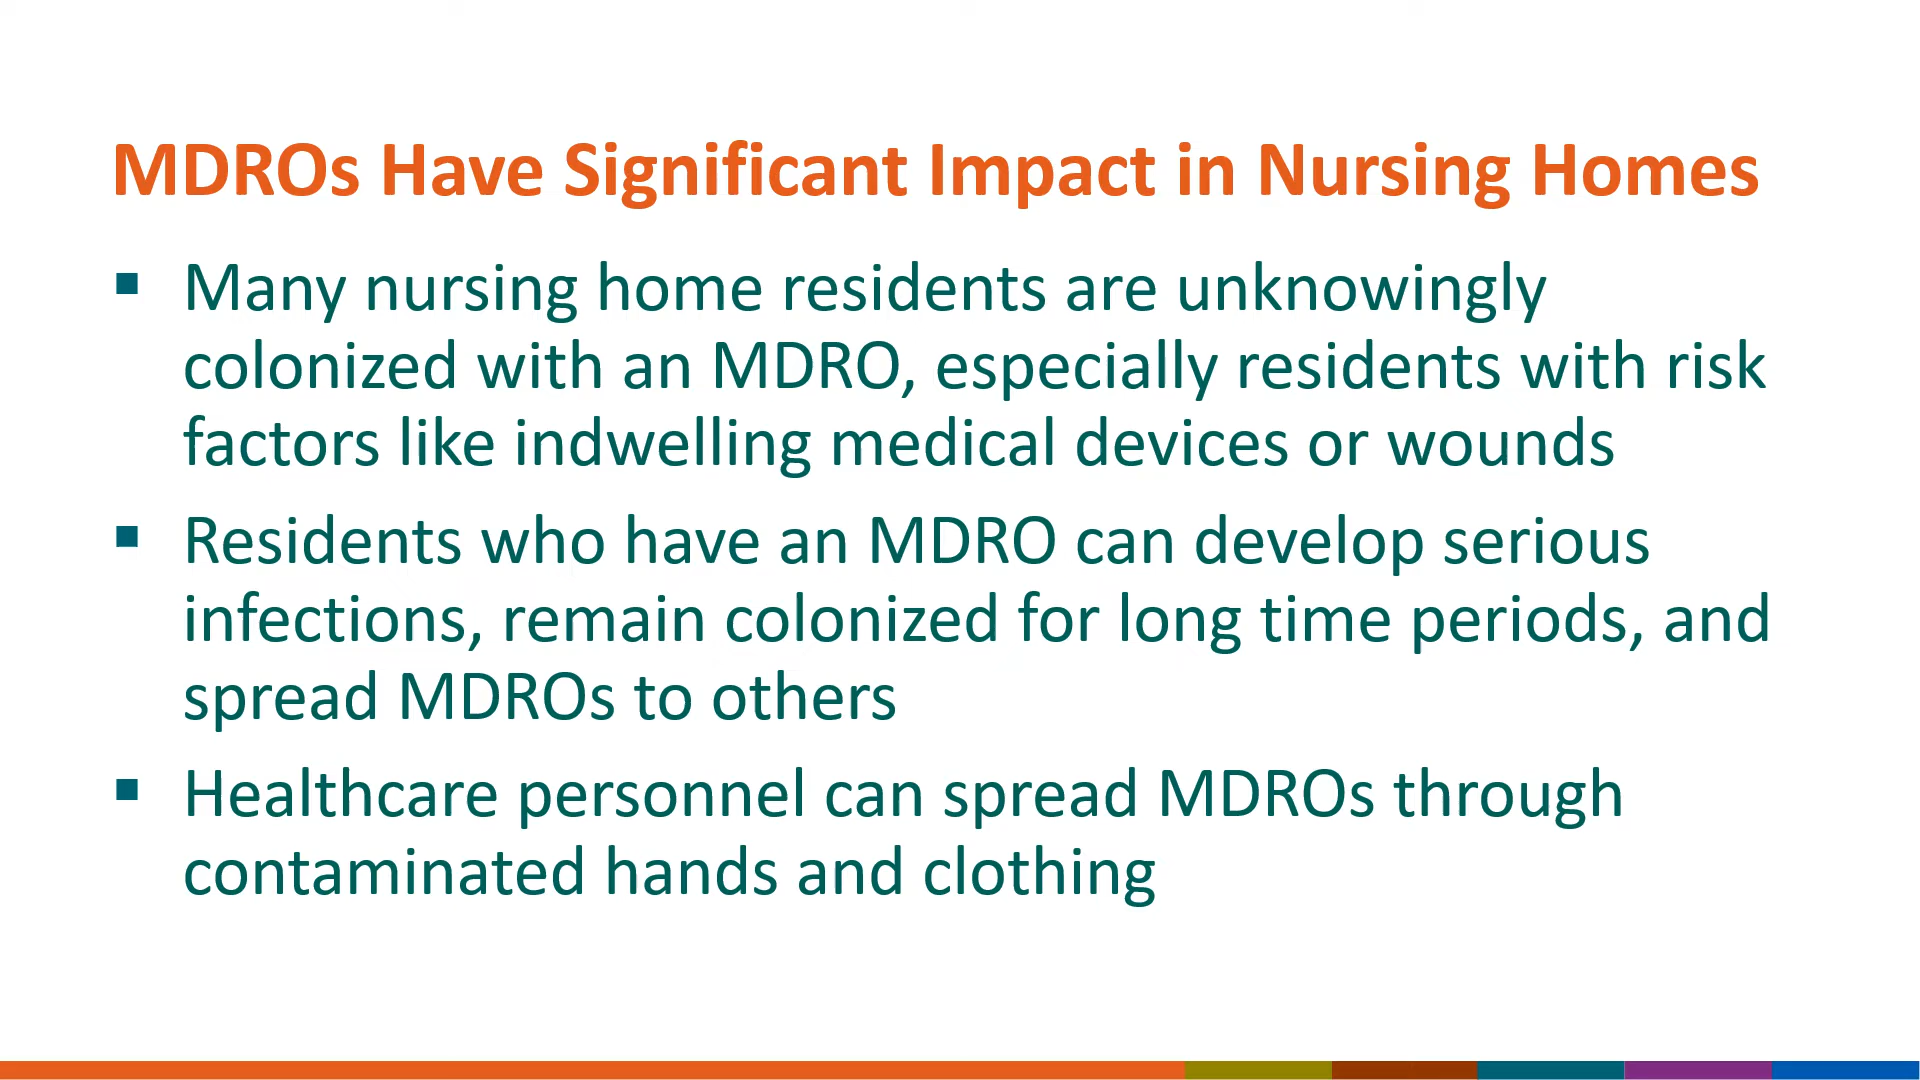 MDROs Have Significant Impact in Nursing Homes
▪ Many nursing home residents are unknowingly
colonized with an MDRO, especially residents with risk
factors like indwelling medical devices or wounds
▪ Residents who have an MDRO can develop serious
infections, remain colonized for long time periods, and
spread MDROs to others
▪ Healthcare personnel can spread MDROs through
contaminated hands and clothing